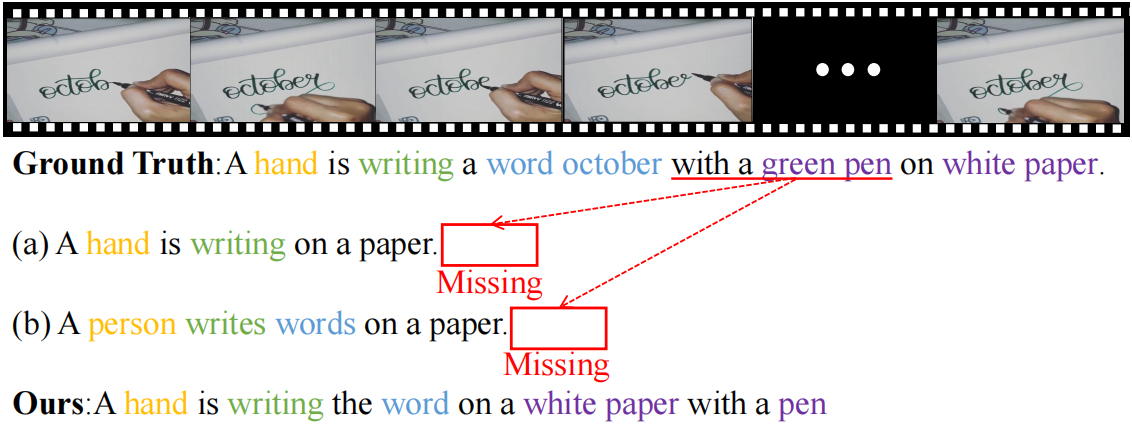 octob october octobe octobe october
Ground Truth:A hand is writing a word october with a green pen on white paper.
(a) A hand is writing on a paper.
Missing
(b) A person writes words on a paper.
Missing
Ours:A hand is writing the word on a white paper with a pen